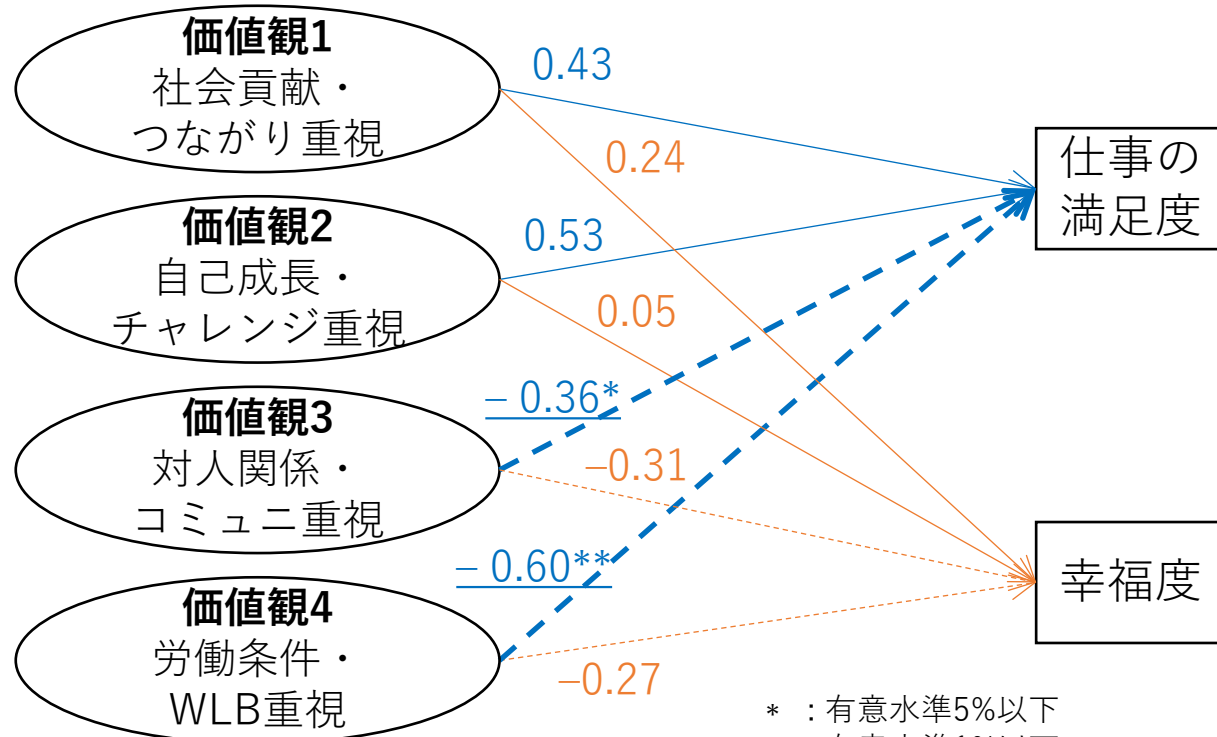 価値観1
社会貢献・
つながり重視
価値観2
自己成長・
チャレンジ重視
価値観3
対人関係・
コミュニ重視
価値観4
労働条件・
WLB重視
0.43
0.24
0.53
0.05
– 0.36*
–0.31
– 0.60**
–0.27
仕事の
満足度
幸福度
* :有意水準5%以下